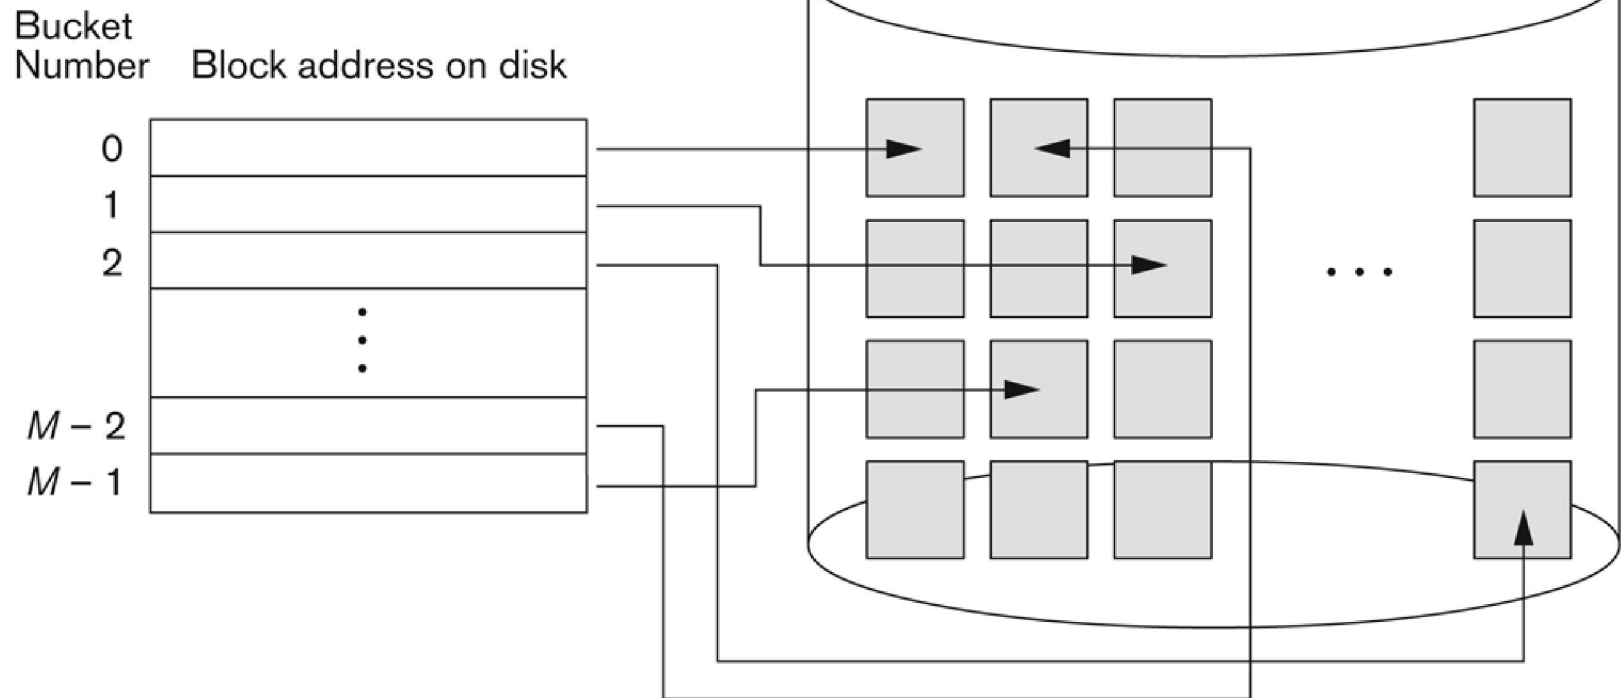 Bucket
Number Block address on disk
0
1
2
M – 2
M – 1